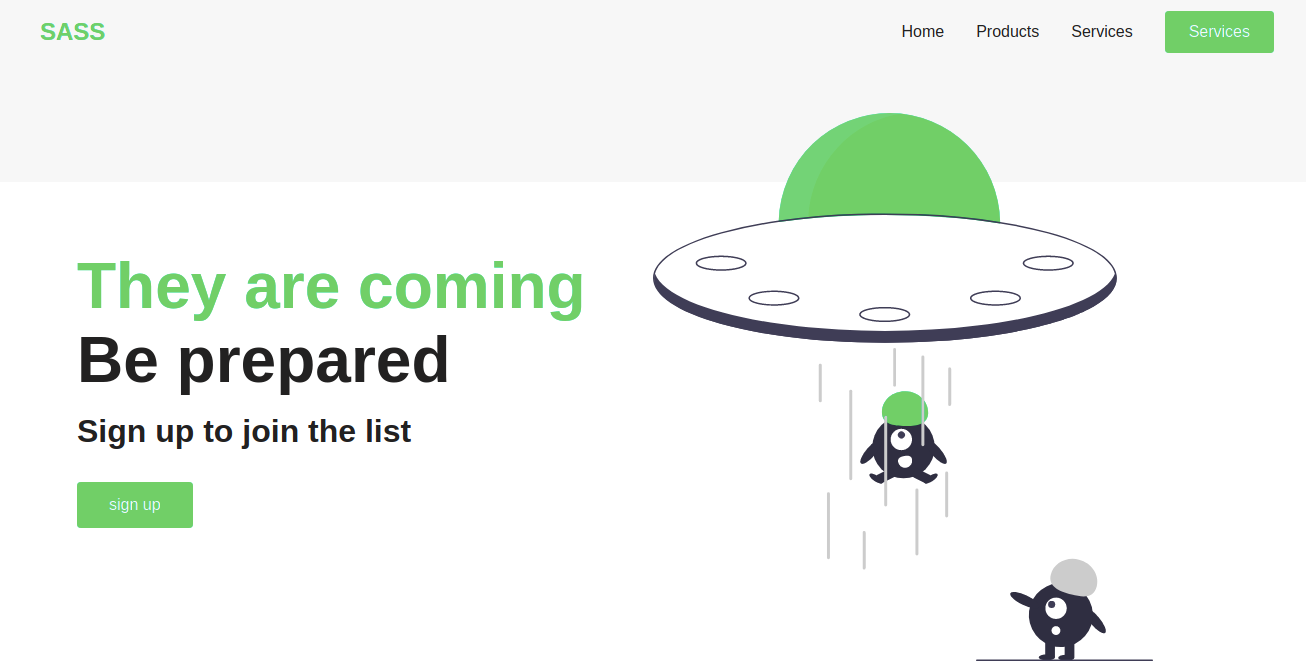 SASS
Home
Products
Services
Services
They are coming
Be prepared
Sign up to join the list
sign up